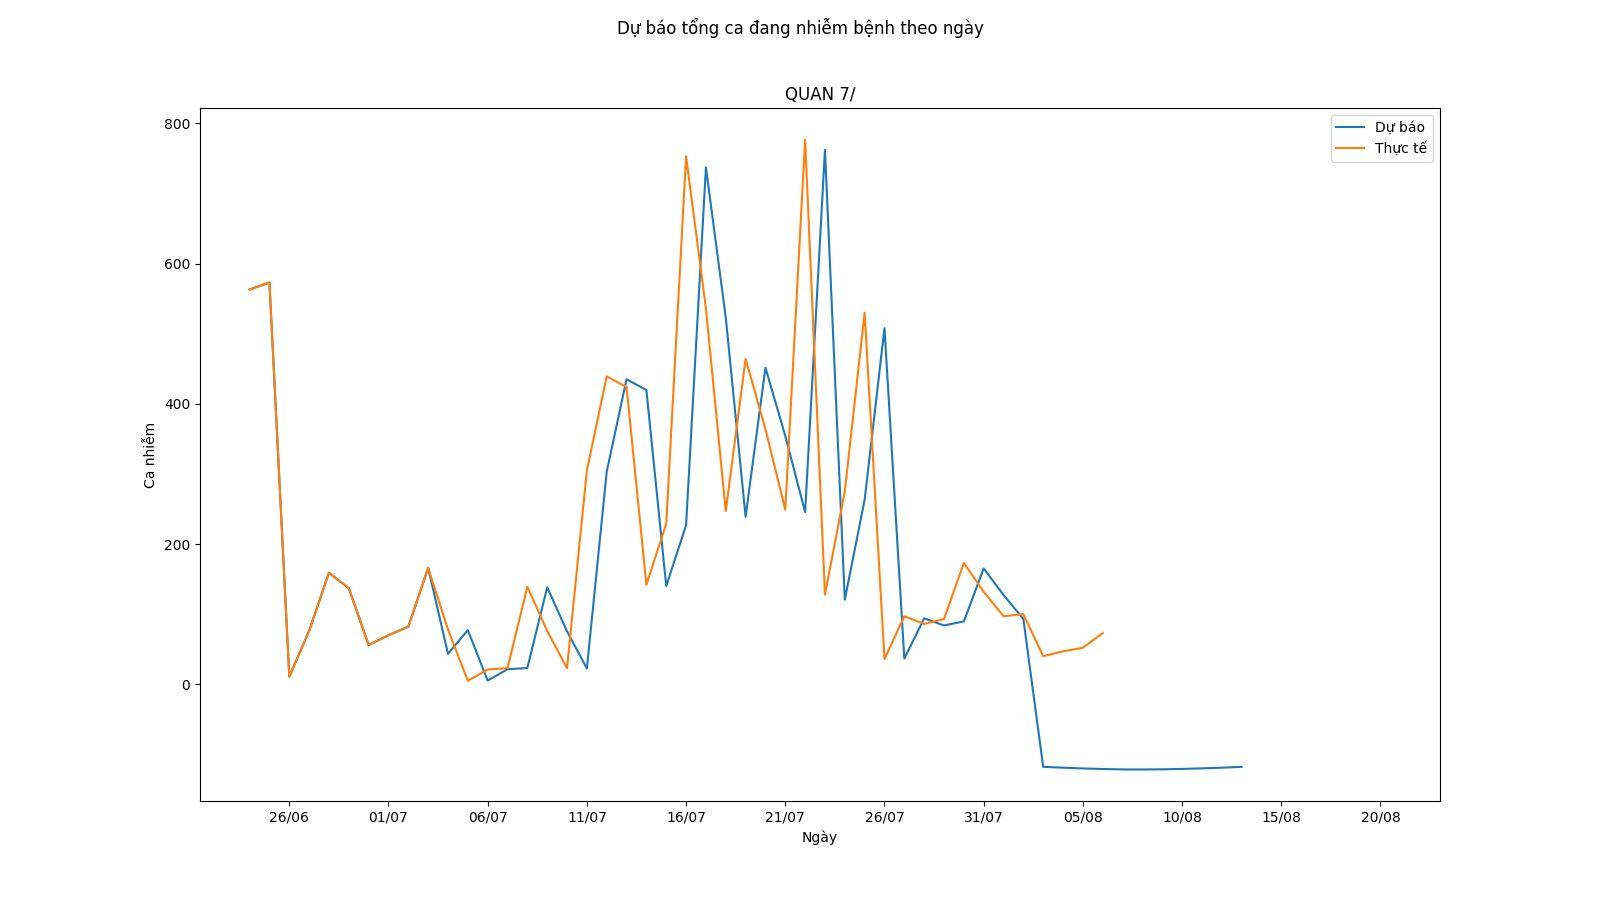 Dự báo tổng ca đang nhiễm bệnh theo ngày
QUAN 7/
Dự báo
Thực tế
800
600
400
200
0
Ca nhiễm
26/06 01/07 06/07 11/07 16/07 21/07 26/07 31/07 05/08 10/08 15/08 20/08
Ngày